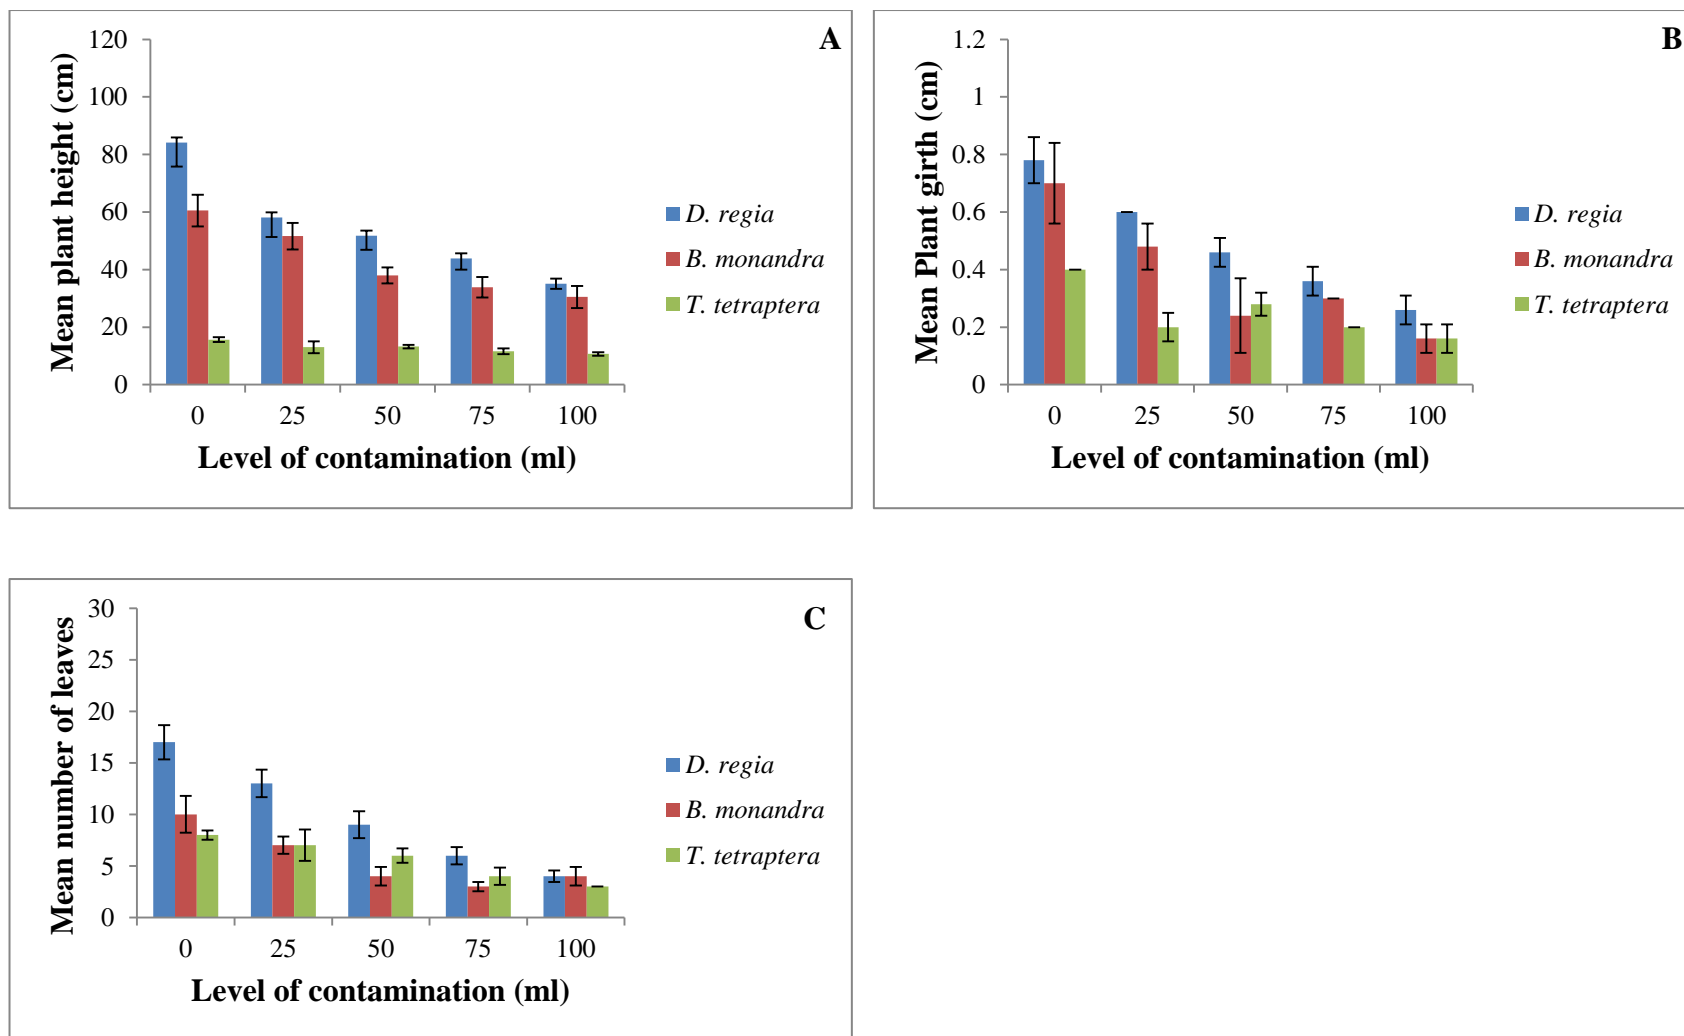 A
Mean plant height (cm)
120
100
80
60
40
20
0
0 25 50 75 100
Level of contamination (ml)
D. regia
B. monandra
T. tetraptera
B
Mean Plant girth (cm)
1.2
1
0.8
0.6
0.4
0.2
0
0 25 50 75 100
Level of contamination (ml)
D. regia
B. monandra
T. tetraptera
C
Mean number of leaves
30
25
20
15
10
5
0
0 25 50 75 100
Level of contamination (ml)
D. regia
B. monandra
T. tetraptera